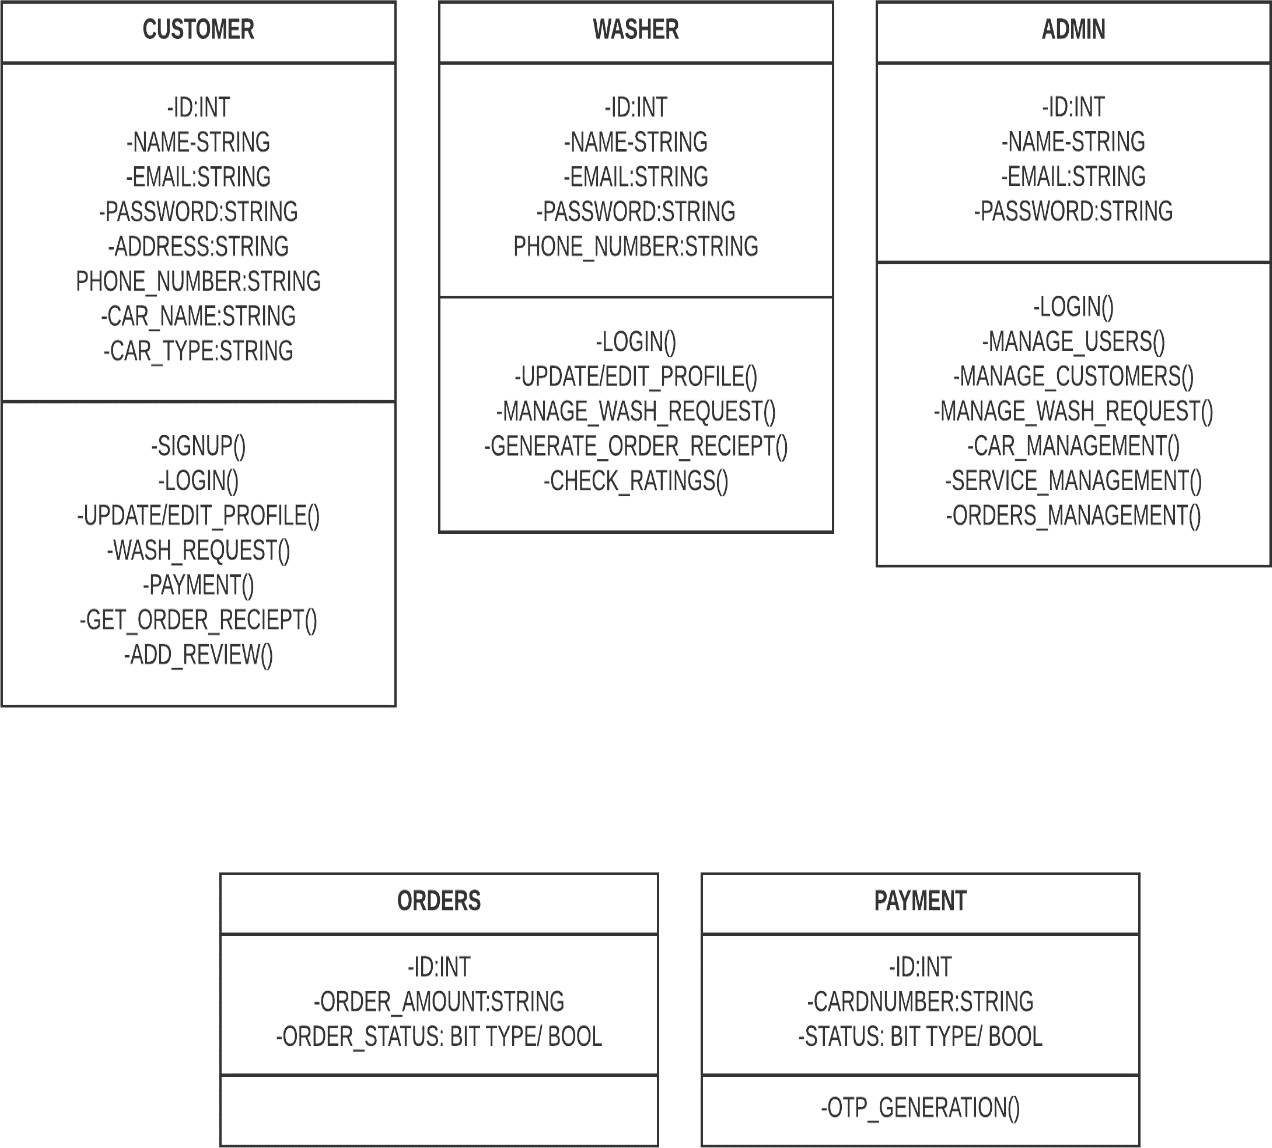 CUSTOMER
-ID:INT
-NAME-STRING
-EMAIL:STRING
-PASSWORD:STRING
-ADDRESS:STRING
PHONE_NUMBER:STRING
-CAR_NAME:STRING
-CAR_TYPE:STRING
-SIGNUP()
-LOGIN()
-UPDATE/EDIT_PROFILE()
-WASH_REQUEST()
-PAYMENT()
-GET_ORDER_RECIEPT()
-ADD_REVIEW()
WASHER
-ID:INT
-NAME-STRING
-EMAIL:STRING
-PASSWORD:STRING
PHONE_NUMBER:STRING
-LOGIN()
-UPDATE/EDIT_PROFILE()
-MANAGE_WASH_REQUEST()
-GENERATE_ORDER_RECIEPT()
-CHECK_RATINGS()
ADMIN
-ID:INT
-NAME-STRING
-EMAIL:STRING
-PASSWORD:STRING
-LOGIN()
-MANAGE_USERS()
-MANAGE_CUSTOMERS()
-MANAGE_WASH_REQUEST()
-CAR_MANAGEMENT()
-SERVICE_MANAGEMENT()
-ORDERS_MANAGEMENT()
ORDERS
-ID:INT
-ORDER_AMOUNT:STRING
-ORDER_STATUS: BIT TYPE/ BOOL
PAYMENT
-ID:INT
-CARDNUMBER:STRING
-STATUS: BIT TYPE/ BOOL
-OTP_GENERATION()